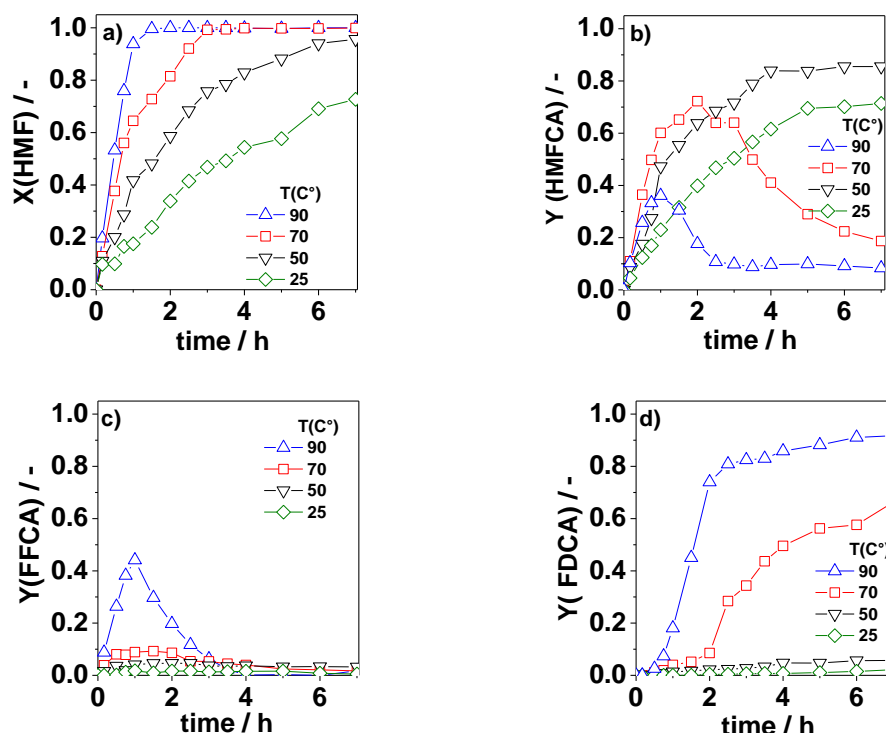 a)
X(HMF) / -
1.0
0.8
0.6
0.4
0.2
0.0
0 2 4 6
time / h
T(C°)
90
70
50
25
b)
Y (HMFCA) / -
1.0
0.8
0.6
0.4
0.2
0.0
0 2 4 6
time / h
T(C°)
90
70
50
25
c)
Y(FFCA) / -
1.0
0.8
0.6
0.4
0.2
0.0
0 2 4 6
time / h
T(C°)
90
70
50
25
d)
Y( FDCA) / -
1.0
0.8
0.6
0.4
0.2
0.0
0 2 4 6
time / h
T(C°)
90
70
50
25